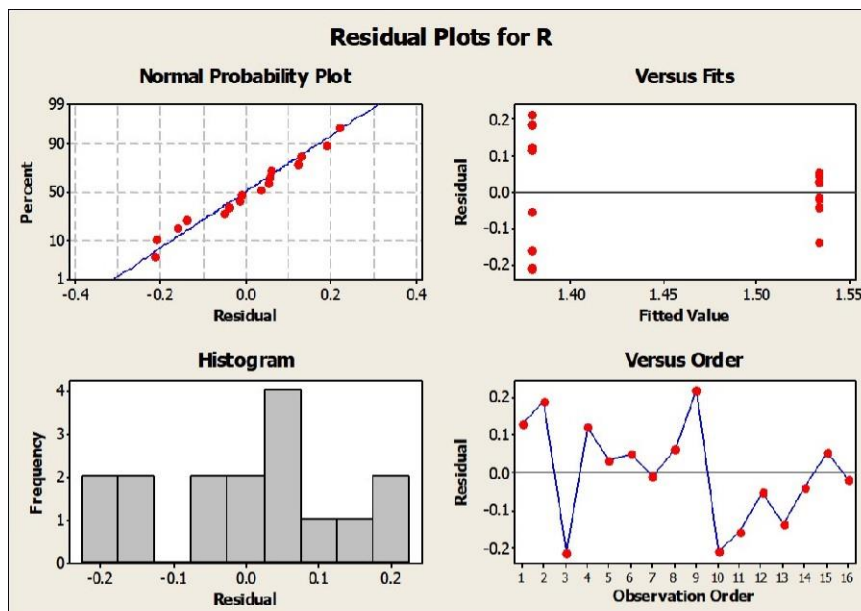 Residual Plots for R
Normal Probability Plot
99
90
50
10
1
Percent
-0.4 -0.2 0.0 0.2 0.4
Residual
Versus Fits
0.2
0.1
0.0
-0.1
-0.2
Residual
1.40 1.45 1.50 1.55
Fitted Value
Histogram
4
3
2
1
0
Frequency
-0.2 -0.1 0.0 0.1 0.2
Residual
Versus Order
0.2
0.1
0.0
-0.1
-0.2
Residual
1 2 3 4 5 6 7 8 9 10 11 12 13 14 15 16
Observation Order